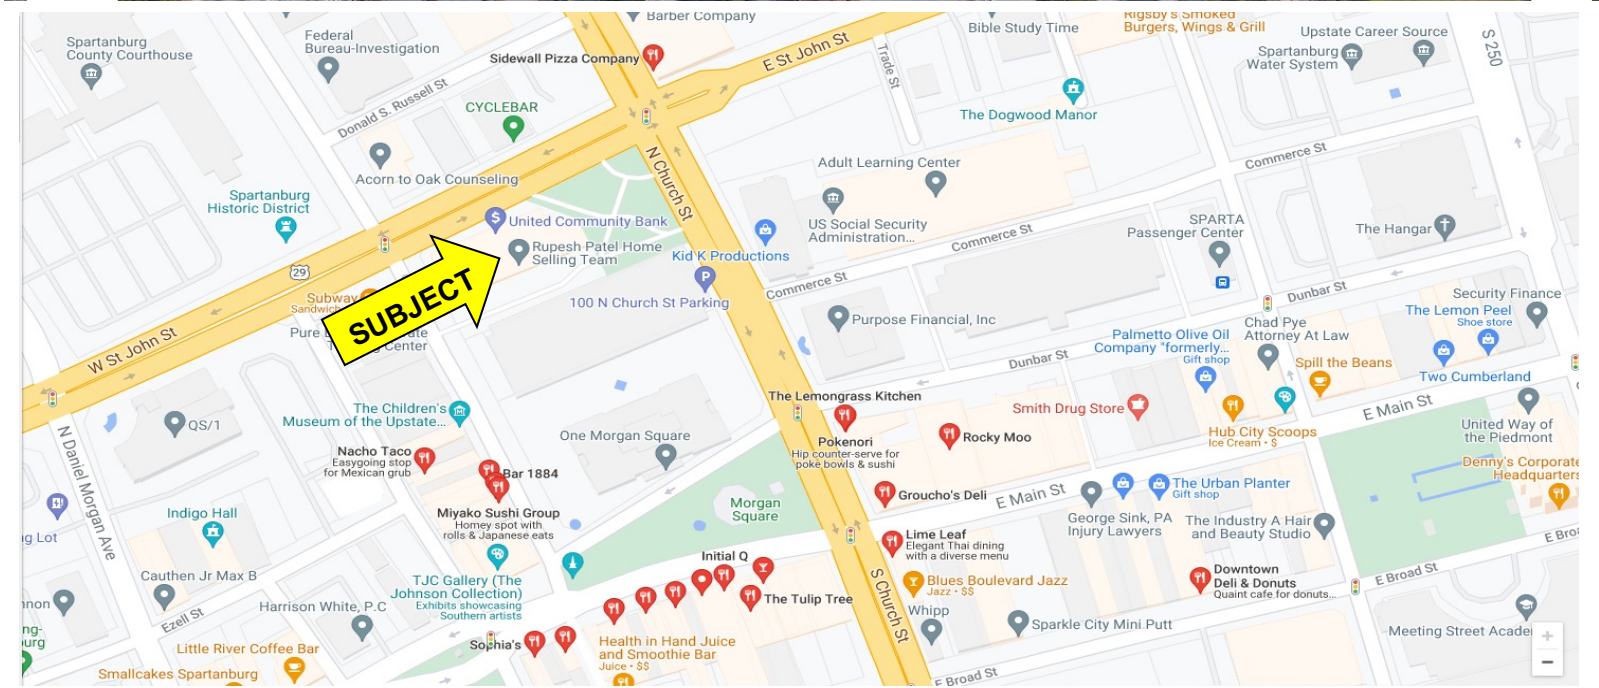 Barber Company
Bible Study Time
Rigsby's Smoked
Burgers, Wings & Grill
Upstate Career Source
S 250
Federal
Bureau-Investigation
Spartanburg
County Courthouse
Sidewall Pizza Company
E St John St
Trade St
Spartanburg
Water System
CYCLEBAR
Donald S. Russell St
The Dogwood Manor
Commerce St
Acorn to Oak Counseling
N Church St
Adult Learning Center
Spartanburg
Historic District
United Community Bank
US Social Security
Administration...
SPARTA
Passenger Center
The Hangar
Rupesh Patel Home
Selling Team
Kid K Productions
Commerce St
29
SUBJECT
Subway
100 N Church St Parking
P
Commerce St
Dunbar St
Security Finance
The Lemon Peel
Shoe store
W St John St
Pure
Center
Purpose Financial, Inc
Chad Pye
Attorney At Law
Palmetto Olive Oil
Company "formerly...
Gift shop
Dunbar St
Spill the Beans
Two Cumberland
The Lemongrass Kitchen
The Children's
Museum of the Upstate...
QS/1
Smith Drug Store
E Main St
N Daniel Morgan Ave
One Morgan Square
Pokenori
Hip counter-serve for
poke bowls & sushi
Rocky Moo
Hub City Scoops
Ice Cream • $
United Way of
the Piedmont
Nacho Taco
Easygoing stop
for Mexican grub
Bar 1884
Denny's Corporate
Headquarters
Groucho's Deli
E Main St
The Urban Planter
Gift shop
Indigo Hall
Miyako Sushi Group
Homey spot with
rolls & Japanese eats
Morgan
Square
George Sink, PA
Injury Lawyers
The Industry A Hair
and Beauty Studio
ng Lot
Lime Leaf
Elegant Thai dining
with a diverse menu
Initial Q
E Broa
Cauthen Jr Max B
TJC Gallery (The
Johnson Collection)
Exhibits showcasing
Southern artists
The Tulip Tree
Blues Boulevard Jazz
Jazz • $$
Downtown
Deli & Donuts
Quaint cafe for donuts...
E Broad St
nnon
Ezell St
Harrison White, P.C
S Church St
Whipp
Sparkle City Mini Putt
Meeting Street Acade
ng-
urg
Little River Coffee Bar
Sophia's
Health in Hand Juice
and Smoothie Bar
Juice • $$
Smallcakes Spartanburg
E Broad St
+
−